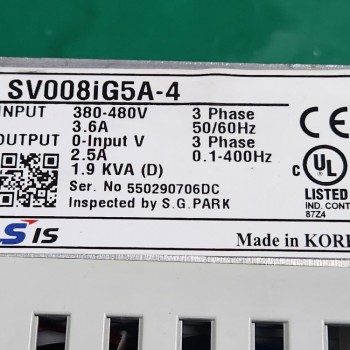 SV008iG5A-4
INPUT 380-480V 3 Phase
3.6A 50/60Hz
OUTPUT 0-Input V 3 Phase
2.5A 0.1-400Hz
1.9 KVA (D)
Ser. No 550290706DC
Inspected by S.G.PARK
CE
C UL
LISTED
IND. CONT
87Z4
LS IS
Made in KORE